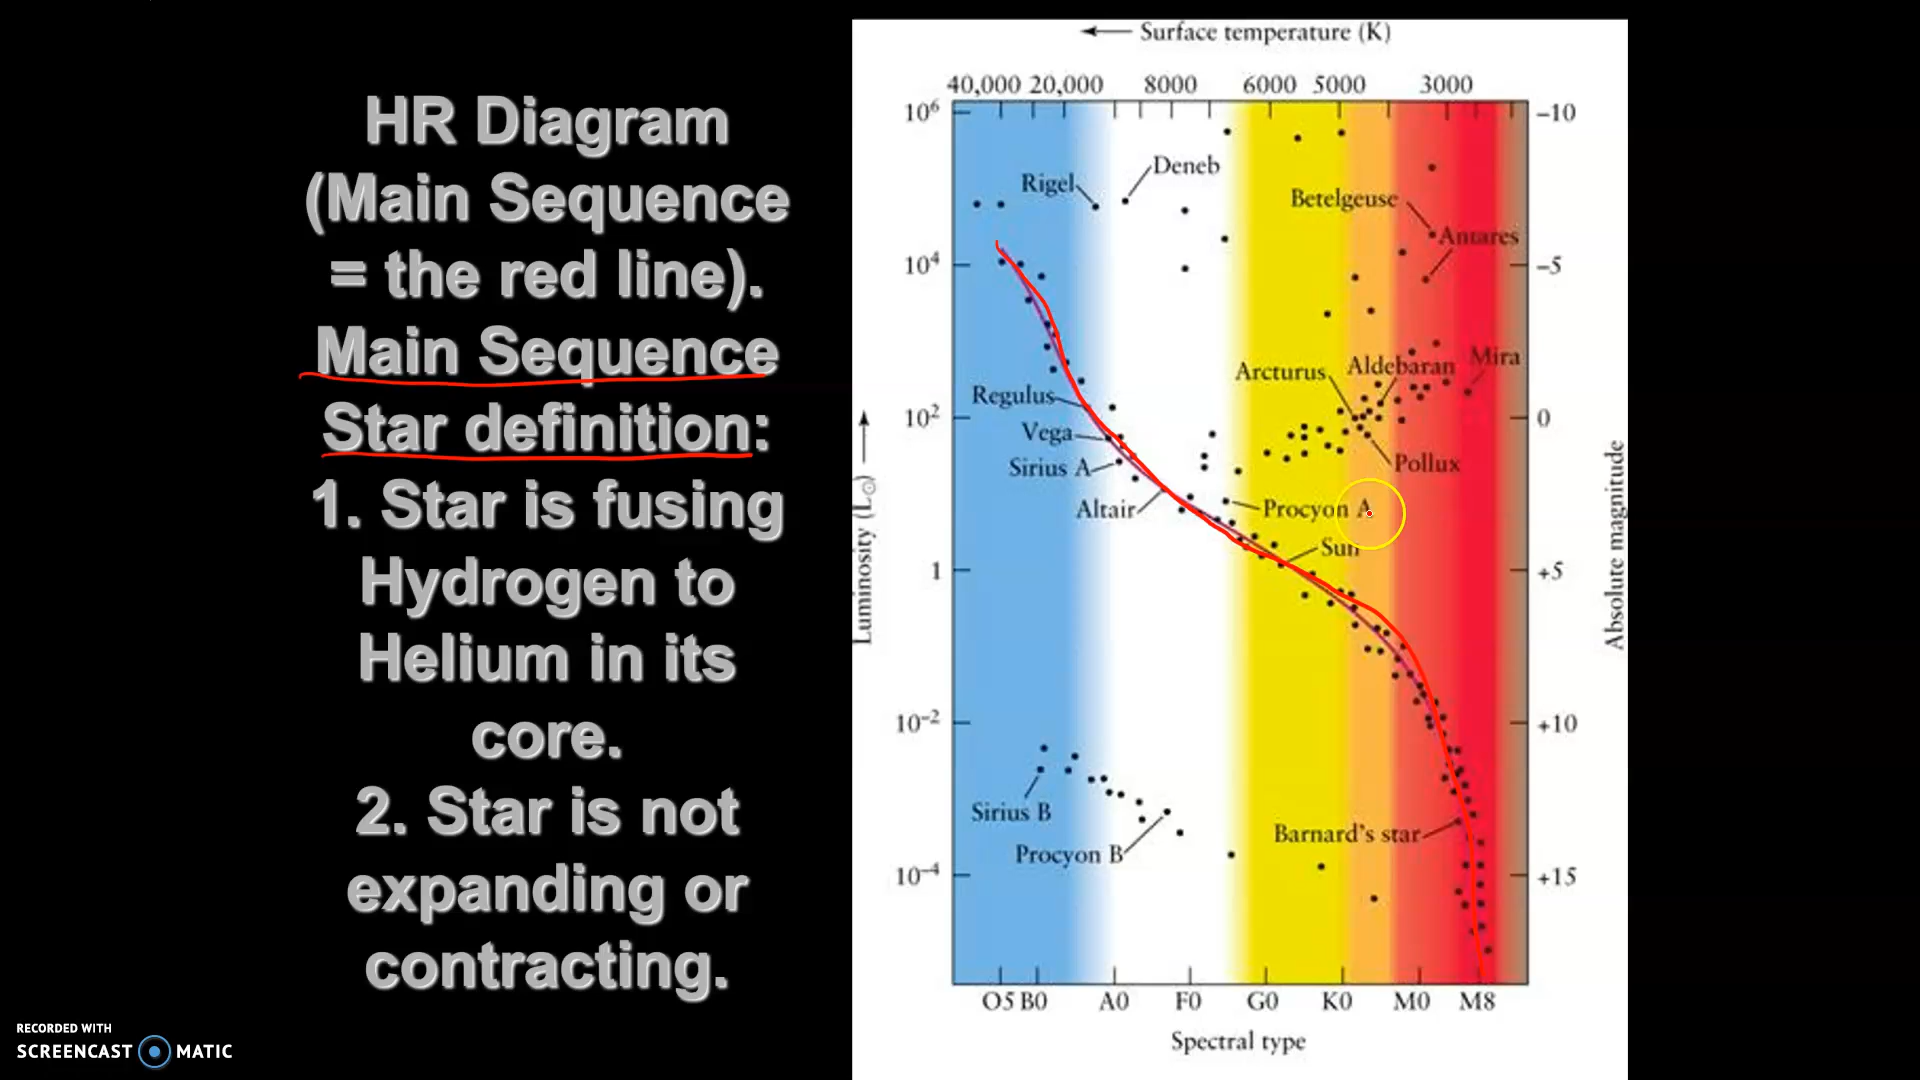 HR Diagram
(Main Sequence
= the red line).
Main Sequence
Star definition:
1. Star is fusing
Hydrogen to
Helium in its
core.
2. Star is not
expanding or
contracting.
RECORDED WITH
SCREENCAST MATIC
Surface temperature (K)
40,000 20,000 8000 6000 5000 3000
10⁶ -10
Deneb
Rigel
Betelgeuse
Antares
10⁴ -5
Mira
Arcturus Aldebaran
Regulus
10² 0
Vega
Pollux
Sirius A
Altair
Procyon A
Sun
1 +5
Luminosity (L☉)
Absolute magnitude
10⁻² +10
Sirius B
Barnard's star
Procyon B
10⁻⁴ +15
O5 B0 A0 F0 G0 K0 M0 M8
Spectral type